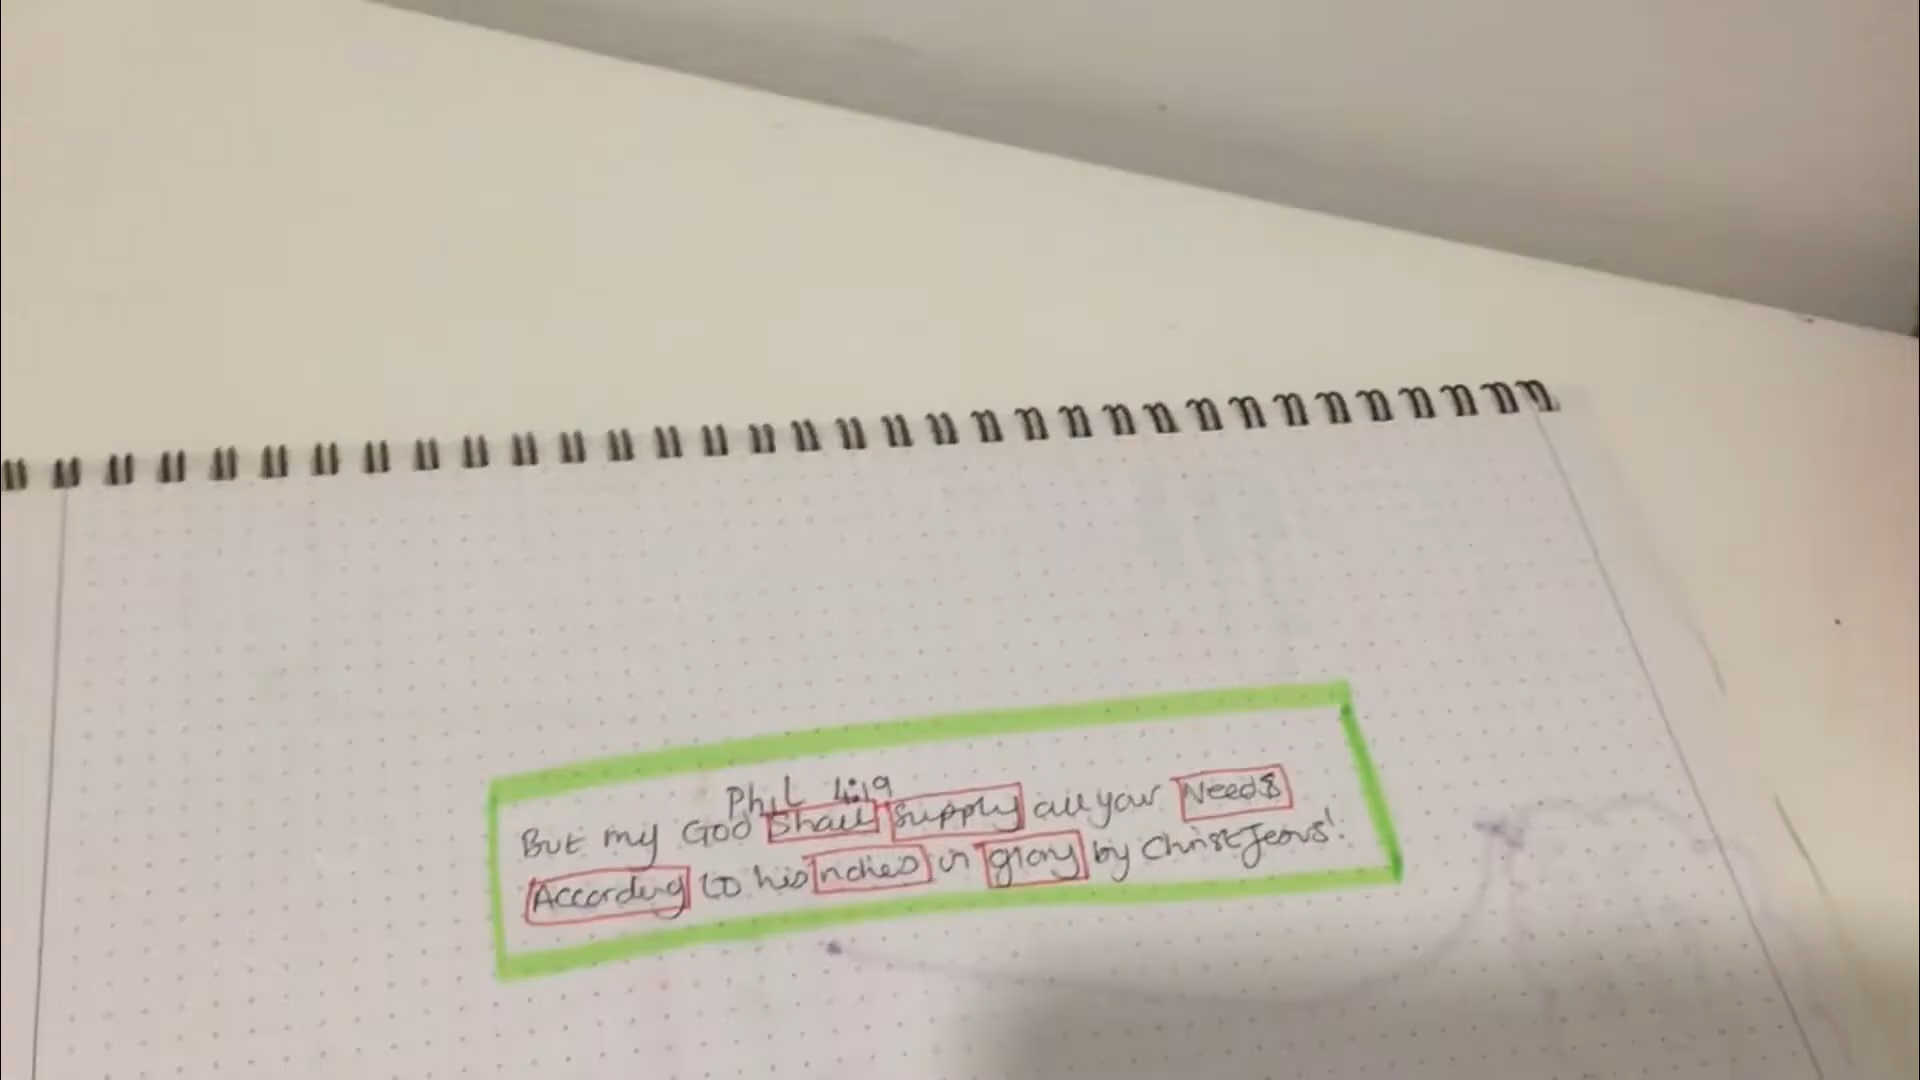 Phil 4:19
But my God Shall Supply all your Needs
According to his riches in glory by Christ Jesus!